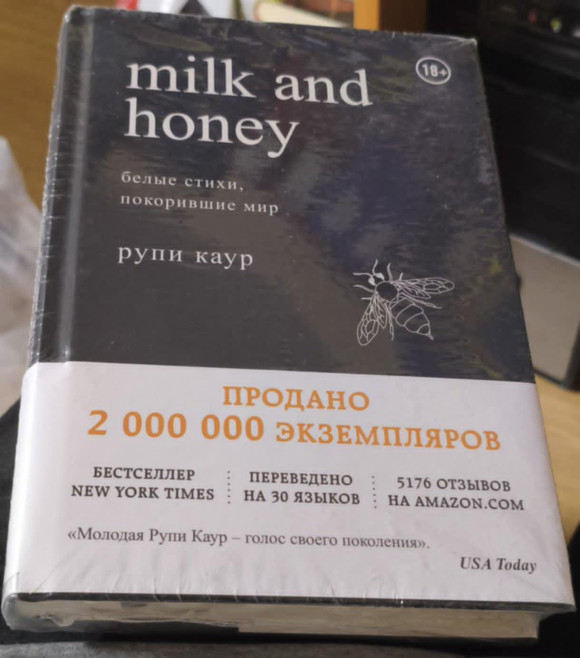 milk and
honey
18+
белые стихи,
покорившие мир
рупи каур
ПРОДАНО
2 000 000 ЭКЗЕМПЛЯРОВ
БЕСТСЕЛЛЕР
NEW YORK TIMES
ПЕРЕВЕДЕНО
НА 30 ЯЗЫКОВ
5176 ОТЗЫВОВ
НА AMAZON.COM
«Молодая Рупи Каур – голос своего поколения».
USA Today